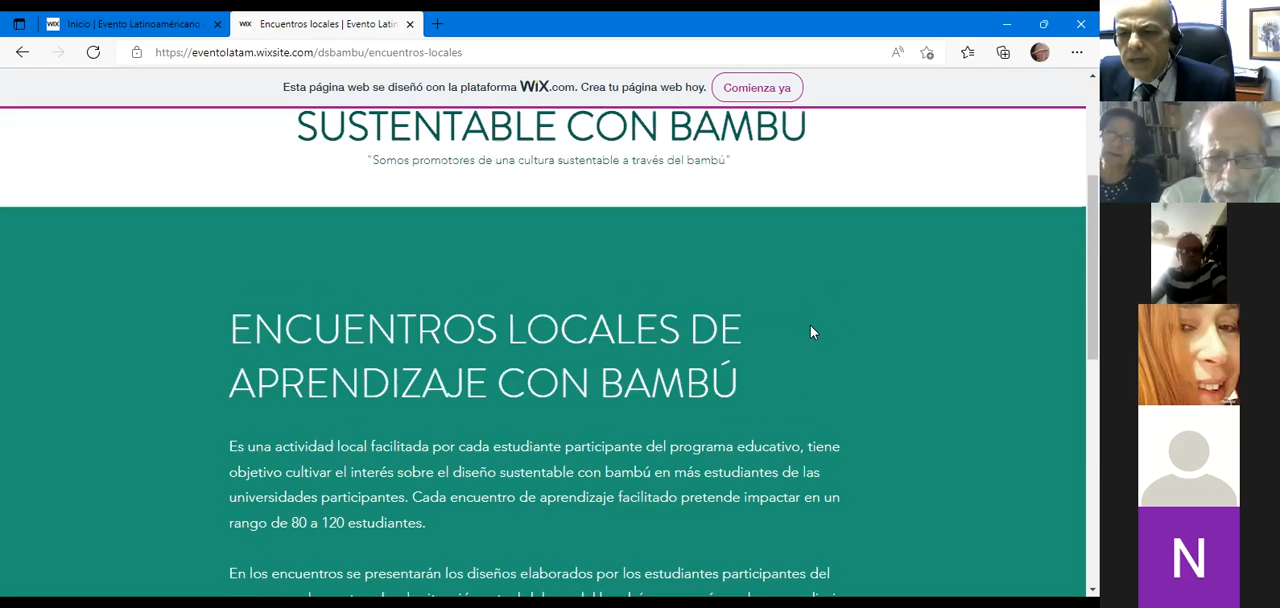 Inicio | Evento Latinoaméricano
Encuentros locales | Evento Latin
https://eventolatam.wixsite.com/dsbambu/encuentros-locales
Esta página web se diseñó con la plataforma WiX.com. Crea tu página web hoy. Comienza ya
SUSTENTABLE CON BAMBÚ
"Somos promotores de una cultura sustentable a través del bambú"
ENCUENTROS LOCALES DE
APRENDIZAJE CON BAMBÚ
Es una actividad local facilitada por cada estudiante participante del programa educativo, tiene
objetivo cultivar el interés sobre el diseño sustentable con bambú en más estudiantes de las
universidades participantes. Cada encuentro de aprendizaje facilitado pretende impactar en un
rango de 80 a 120 estudiantes.
En los encuentros se presentarán los diseños elaborados por los estudiantes participantes del
N